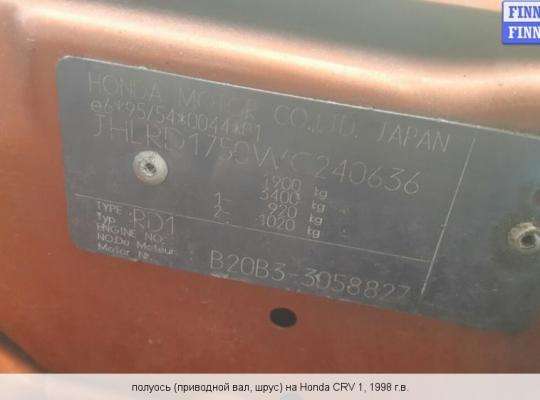 FINN
FINN
HONDA MOTOR CO.,LTD. JAPAN
e6*95/54*0044*01
JHLRD1750WC240636
1900 kg
3400 kg
1- 920 kg
2- 1020 kg
TYPE
Typ : RD1
ENGINE NO.
NO.De Moteur
Motor Nr.
B20B3-3058827
полуось (приводной вал, шрус) на Honda CRV 1, 1998 г.в.